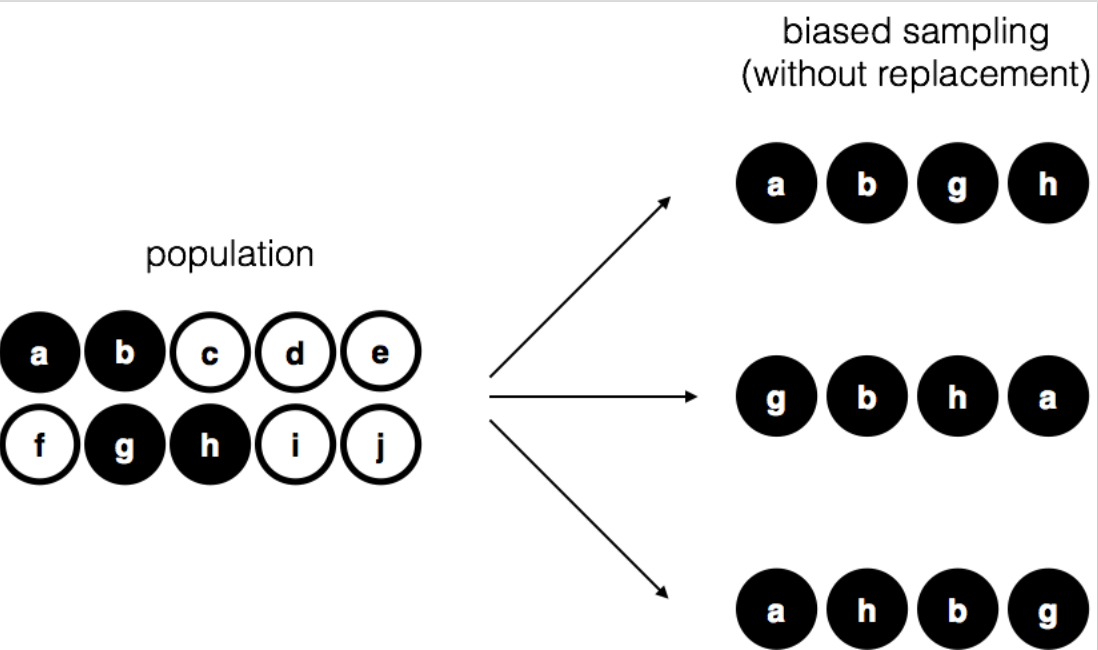 biased sampling
(without replacement)
a b g h
population
a b c d e
g b h a
f g h i j
a h b g